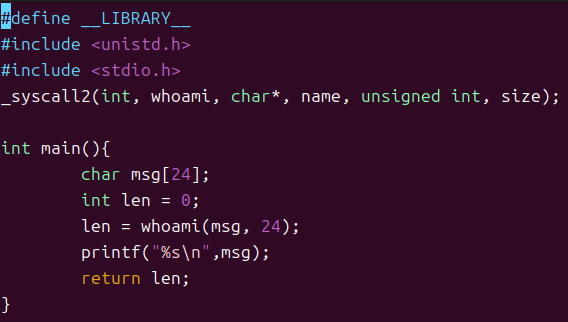 #define __LIBRARY__
#include <unistd.h>
#include <stdio.h>
_syscall2(int, whoami, char*, name, unsigned int, size);

int main(){
        char msg[24];
        int len = 0;
        len = whoami(msg, 24);
        printf("%s\n",msg);
        return len;
}